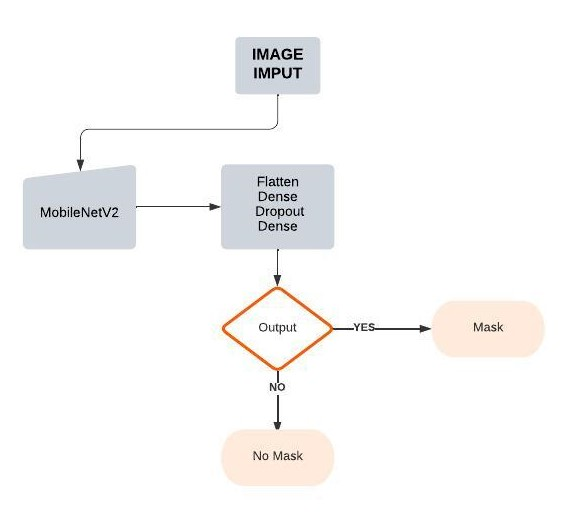 IMAGE
IMPUT
MobileNetV2
Flatten
Dense
Dropout
Dense
Output
YES
Mask
NO
No Mask